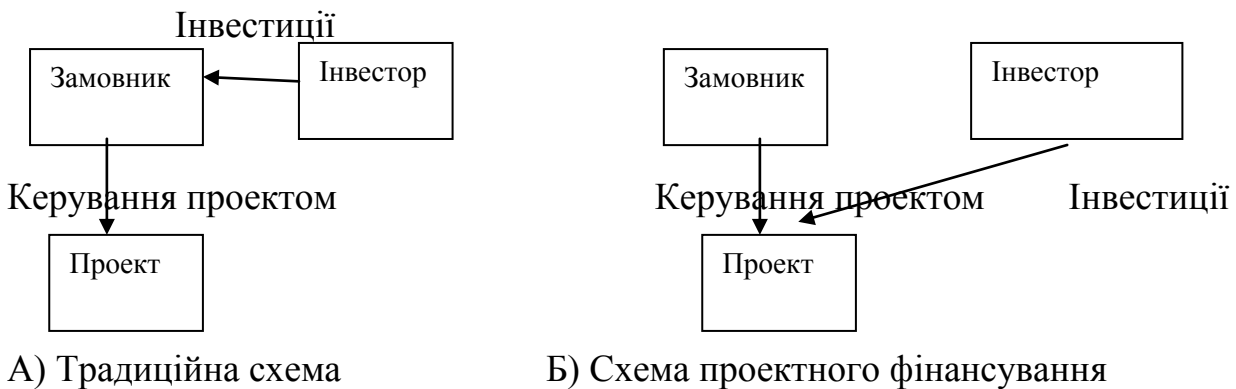 Інвестиції
Замовник Інвестор Замовник Інвестор
Керування проектом Керування проектом Інвестиції
Проект Проект
А) Традиційна схема Б) Схема проектного фінансування